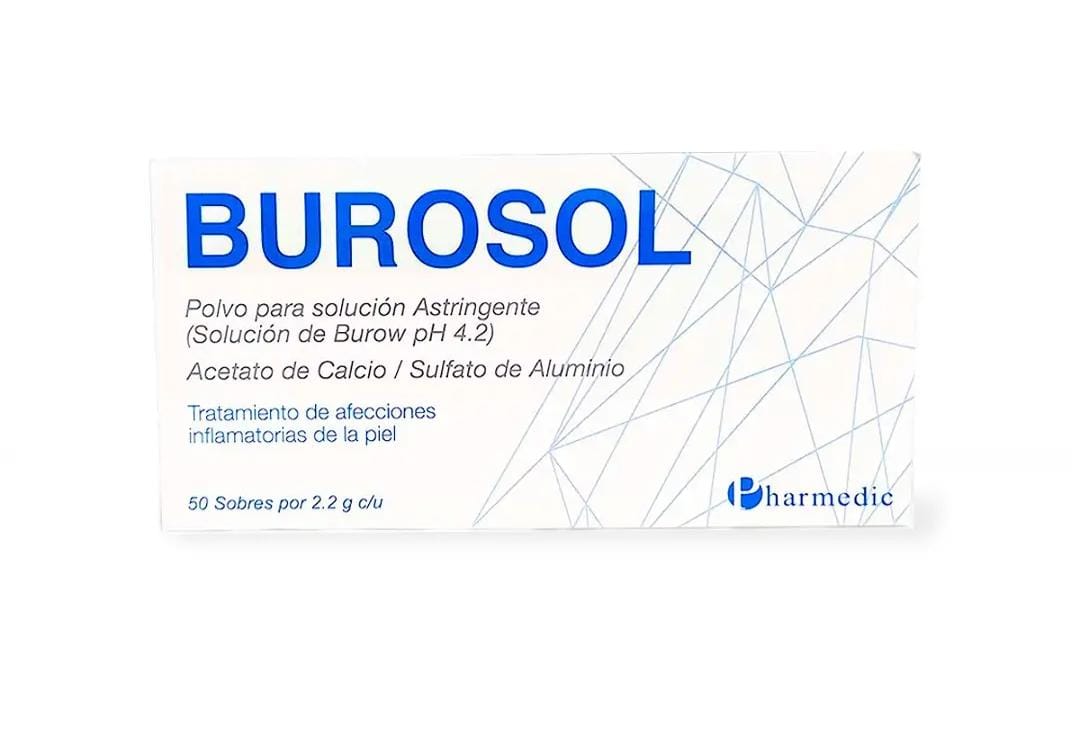 BUROSOL
Polvo para solución Astringente
(Solución de Burow pH 4.2)
Acetato de Calcio / Sulfato de Aluminio
Tratamiento de afecciones
inflamatorias de la piel
50 Sobres por 2.2 g c/u
Pharmedic